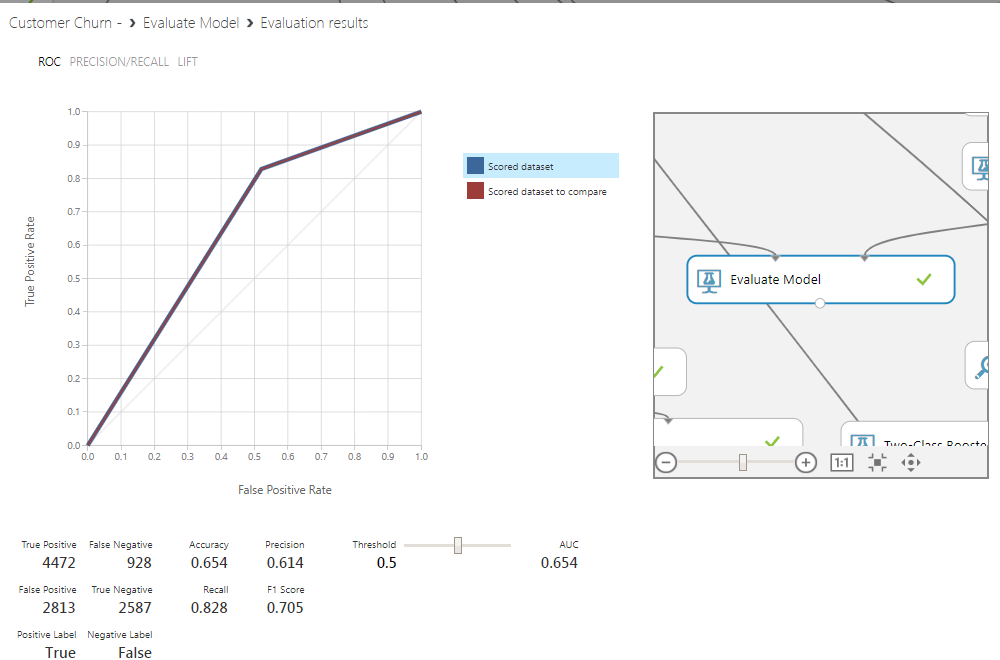 Customer Churn - › Evaluate Model › Evaluation results
ROC PRECISION/RECALL LIFT
1.0
0.9
0.8
0.7
0.6
0.5
0.4
0.3
0.2
0.1
0.0
True Positive Rate
0.0 0.1 0.2 0.3 0.4 0.5 0.6 0.7 0.8 0.9 1.0
False Positive Rate
Scored dataset
Scored dataset to compare
Evaluate Model
Two-Class Booste
1:1
True Positive False Negative Accuracy Precision Threshold AUC
4472 928 0.654 0.614 0.5 0.654
False Positive True Negative Recall F1 Score
2813 2587 0.828 0.705
Positive Label Negative Label
True False